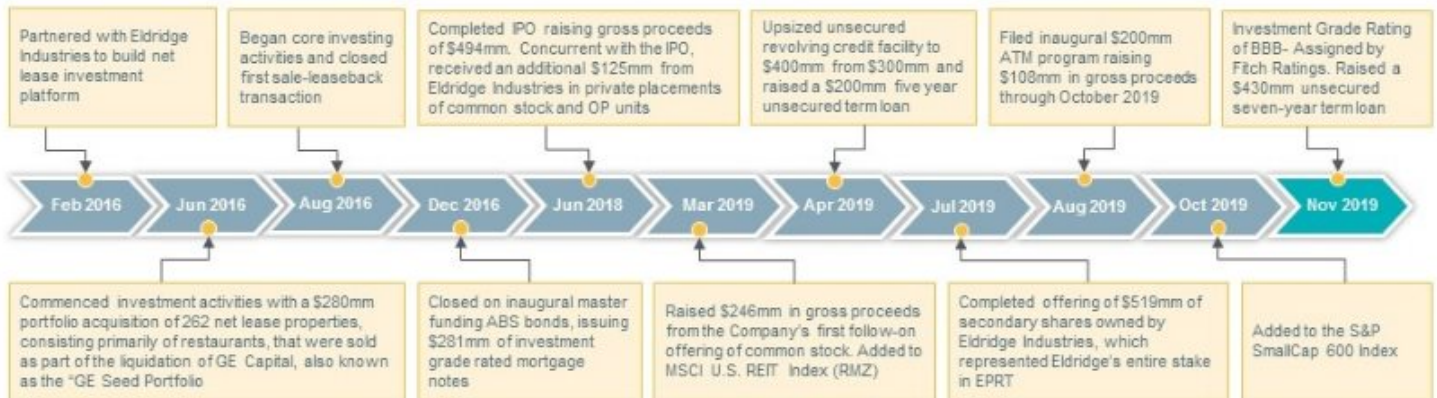 Partnered with Eldridge
Industries to build net
lease investment
platform
Began core investing
activities and closed
first sale-leaseback
transaction
Completed IPO raising gross proceeds
of $494mm. Concurrent with the IPO,
received an additional $125mm from
Eldridge Industries in private placements
of common stock and OP units
Upsized unsecured
revolving credit facility to
$400mm from $300mm and
raised a $200mm five year
unsecured term loan
Filed inaugural $200mm
ATM program raising
$108mm in gross proceeds
through October 2019
Investment Grade Rating
of BBB- Assigned by
Fitch Ratings. Raised a
$430mm unsecured
seven-year term loan
Feb 2016
Jun 2016
Aug 2016
Dec 2016
Jun 2018
Mar 2019
Apr 2019
Jul 2019
Aug 2019
Oct 2019
Nov 2019
Commenced investment activities with a $280mm
portfolio acquisition of 262 net lease properties,
consisting primarily of restaurants, that were sold
as part of the liquidation of GE Capital, also known
as the "GE Seed Portfolio
Closed on inaugural master
funding ABS bonds, issuing
$281mm of investment
grade rated mortgage
notes
Raised $246mm in gross proceeds
from the Company's first follow-on
offering of common stock. Added to
MSCI U.S. REIT Index (RMZ)
Completed offering of $519mm of
secondary shares owned by
Eldridge Industries, which
represented Eldridge's entire stake
in EPRT
Added to the S&P
SmallCap 600 Index